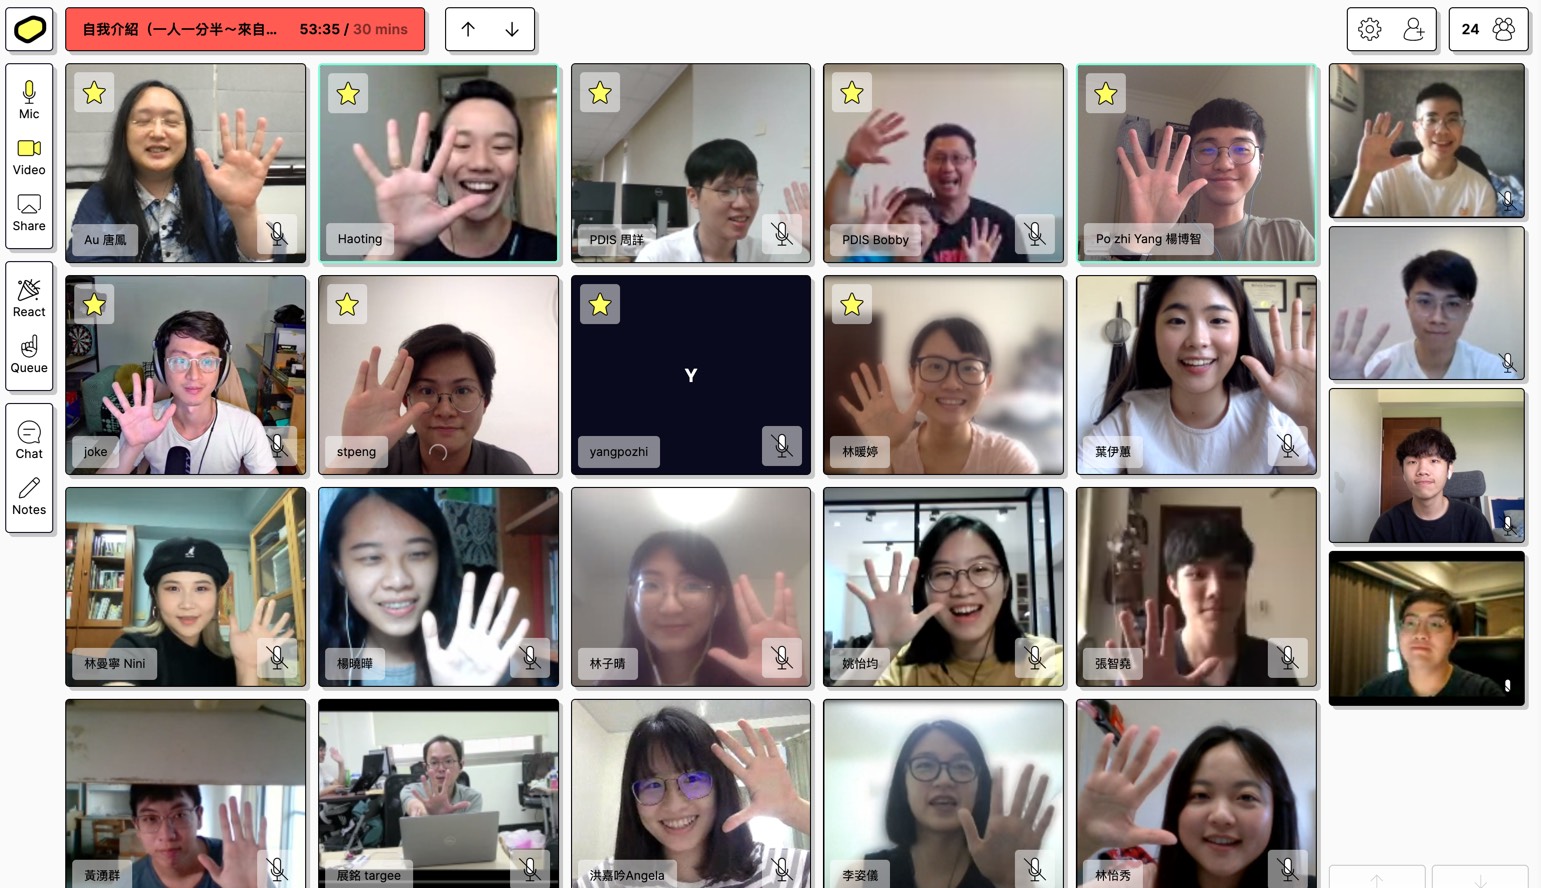 自我介紹（一人一分半～來自...
53:35 / 30 mins
24
Mic
Video
Share
React
Queue
Chat
Notes
Au 唐鳳
Haoting
PDIS 周詳
PDIS Bobby
Po zhi Yang 楊博智
joke
stpeng
Y
yangpozhi
林暖婷
葉伊蕙
林曼寧 Nini
楊曉曄
林子晴
姚怡均
張智堯
黃湧群
展銘 targee
洪嘉吟Angela
李姿儀
林怡秀